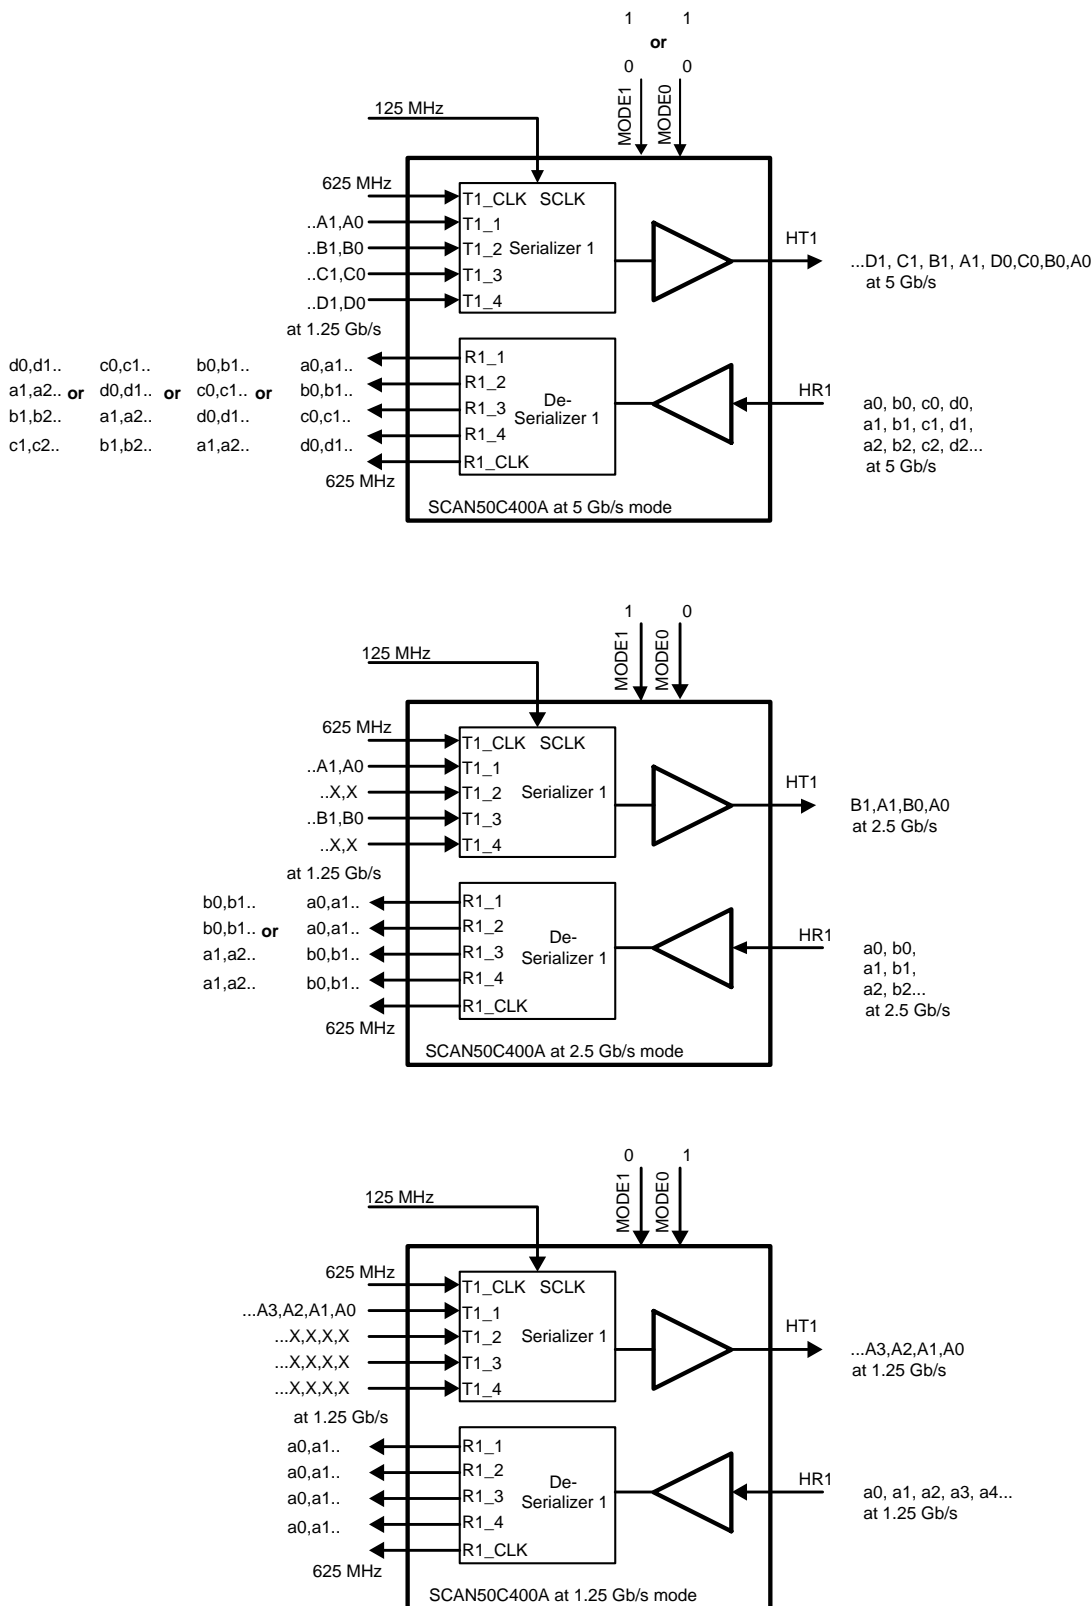 1 1
or
0 0
MODE1 MODE0
125 MHz
625 MHz
T1_CLK SCLK
..A1,A0
T1_1
..B1,B0
T1_2
Serializer 1
..C1,C0
T1_3
..D1,D0
T1_4
at 1.25 Gb/s
HT1
...D1, C1, B1, A1, D0,C0,B0,A0
at 5 Gb/s
d0,d1.. c0,c1.. b0,b1.. a0,a1..
a1,a2.. or d0,d1.. or c0,c1.. or b0,b1..
b1,b2.. a1,a2.. d0,d1.. c0,c1..
c1,c2.. b1,b2.. a1,a2.. d0,d1..
625 MHz
R1_1
R1_2
R1_3
R1_4
R1_CLK
De-
Serializer 1
HR1
a0, b0, c0, d0,
a1, b1, c1, d1,
a2, b2, c2, d2...
at 5 Gb/s
SCAN50C400A at 5 Gb/s mode
1 0
MODE1 MODE0
125 MHz
625 MHz
T1_CLK SCLK
..A1,A0
T1_1
..X,X
T1_2
Serializer 1
..B1,B0
T1_3
..X,X
T1_4
at 1.25 Gb/s
HT1
B1,A1,B0,A0
at 2.5 Gb/s
b0,b1.. a0,a1..
b0,b1.. or a0,a1..
a1,a2.. b0,b1..
a1,a2.. b0,b1..
625 MHz
R1_1
R1_2
R1_3
R1_4
R1_CLK
De-
Serializer 1
HR1
a0, b0,
a1, b1,
a2, b2...
at 2.5 Gb/s
SCAN50C400A at 2.5 Gb/s mode
0 1
MODE1 MODE0
125 MHz
625 MHz
T1_CLK SCLK
...A3,A2,A1,A0
T1_1
...X,X,X,X
T1_2
Serializer 1
...X,X,X,X
T1_3
...X,X,X,X
T1_4
at 1.25 Gb/s
HT1
...A3,A2,A1,A0
at 1.25 Gb/s
a0,a1..
a0,a1..
a0,a1..
a0,a1..
625 MHz
R1_1
R1_2
R1_3
R1_4
R1_CLK
De-
Serializer 1
HR1
a0, a1, a2, a3, a4...
at 1.25 Gb/s
SCAN50C400A at 1.25 Gb/s mode